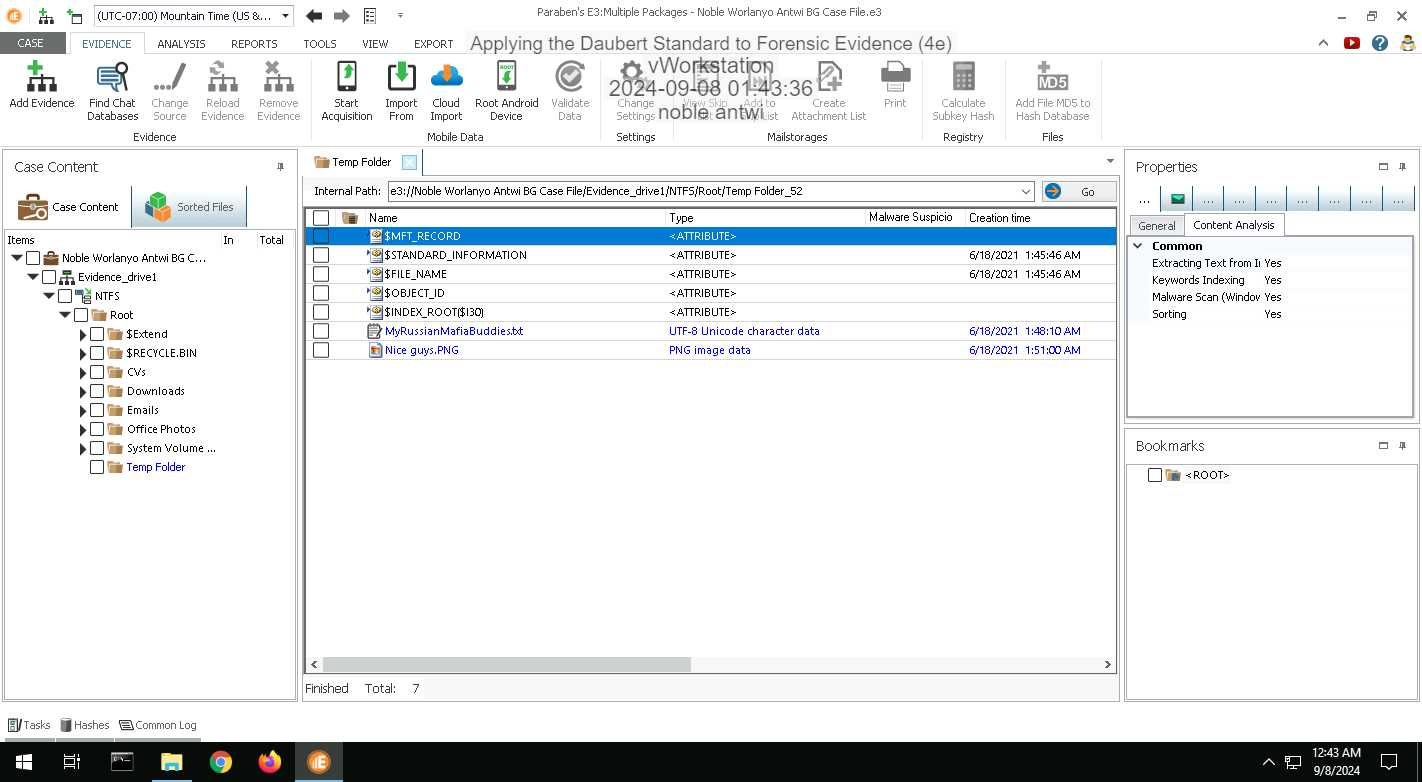 (UTC-07:00) Mountain Time (US &...
Paraben's E3:Multiple Packages - Noble Worlanyo Antwi BG Case File.e3
CASE EVIDENCE ANALYSIS REPORTS TOOLS VIEW EXPORT
Applying the Daubert Standard to Forensic Evidence (4e)
vWorkstation
2024-09-08 01:43:36
noble antwi
Add Evidence
Find Chat Databases
Change Source
Reload Evidence
Remove Evidence
Evidence
Start Acquisition
Import From
Cloud Import
Root Android Device
Validate Data
Mobile Data
Change Settings
Settings
View Skip List
Add to Skip List
Create Attachment List
Print
Mailstorages
Calculate Subkey Hash
Registry
Add File MD5 to Hash Database
MD5
Files
Case Content
Case Content Sorted Files
Items In Total
Noble Worlanyo Antwi BG C...
Evidence_drive1
NTFS
Root
$Extend
$RECYCLE.BIN
CVs
Downloads
Emails
Office Photos
System Volume ...
Temp Folder
Temp Folder
Internal Path: e3://Noble Worlanyo Antwi BG Case File/Evidence_drive1/NTFS/Root/Temp Folder_52 Go
Name Type Malware Suspicio Creation time
$MFT_RECORD <ATTRIBUTE>
$STANDARD_INFORMATION <ATTRIBUTE> 6/18/2021 1:45:46 AM
$FILE_NAME <ATTRIBUTE> 6/18/2021 1:45:46 AM
$OBJECT_ID <ATTRIBUTE>
$INDEX_ROOT($I30) <ATTRIBUTE>
MyRussianMafiaBuddies.txt UTF-8 Unicode character data 6/18/2021 1:48:10 AM
Nice guys.PNG PNG image data 6/18/2021 1:51:00 AM
Finished Total: 7
Properties
... ... ... ... ... ... ... ...
General Content Analysis
Common
Extracting Text from I Yes
Keywords Indexing Yes
Malware Scan (Window Yes
Sorting Yes
Bookmarks
<ROOT>
Tasks Hashes Common Log
12:43 AM
9/8/2024